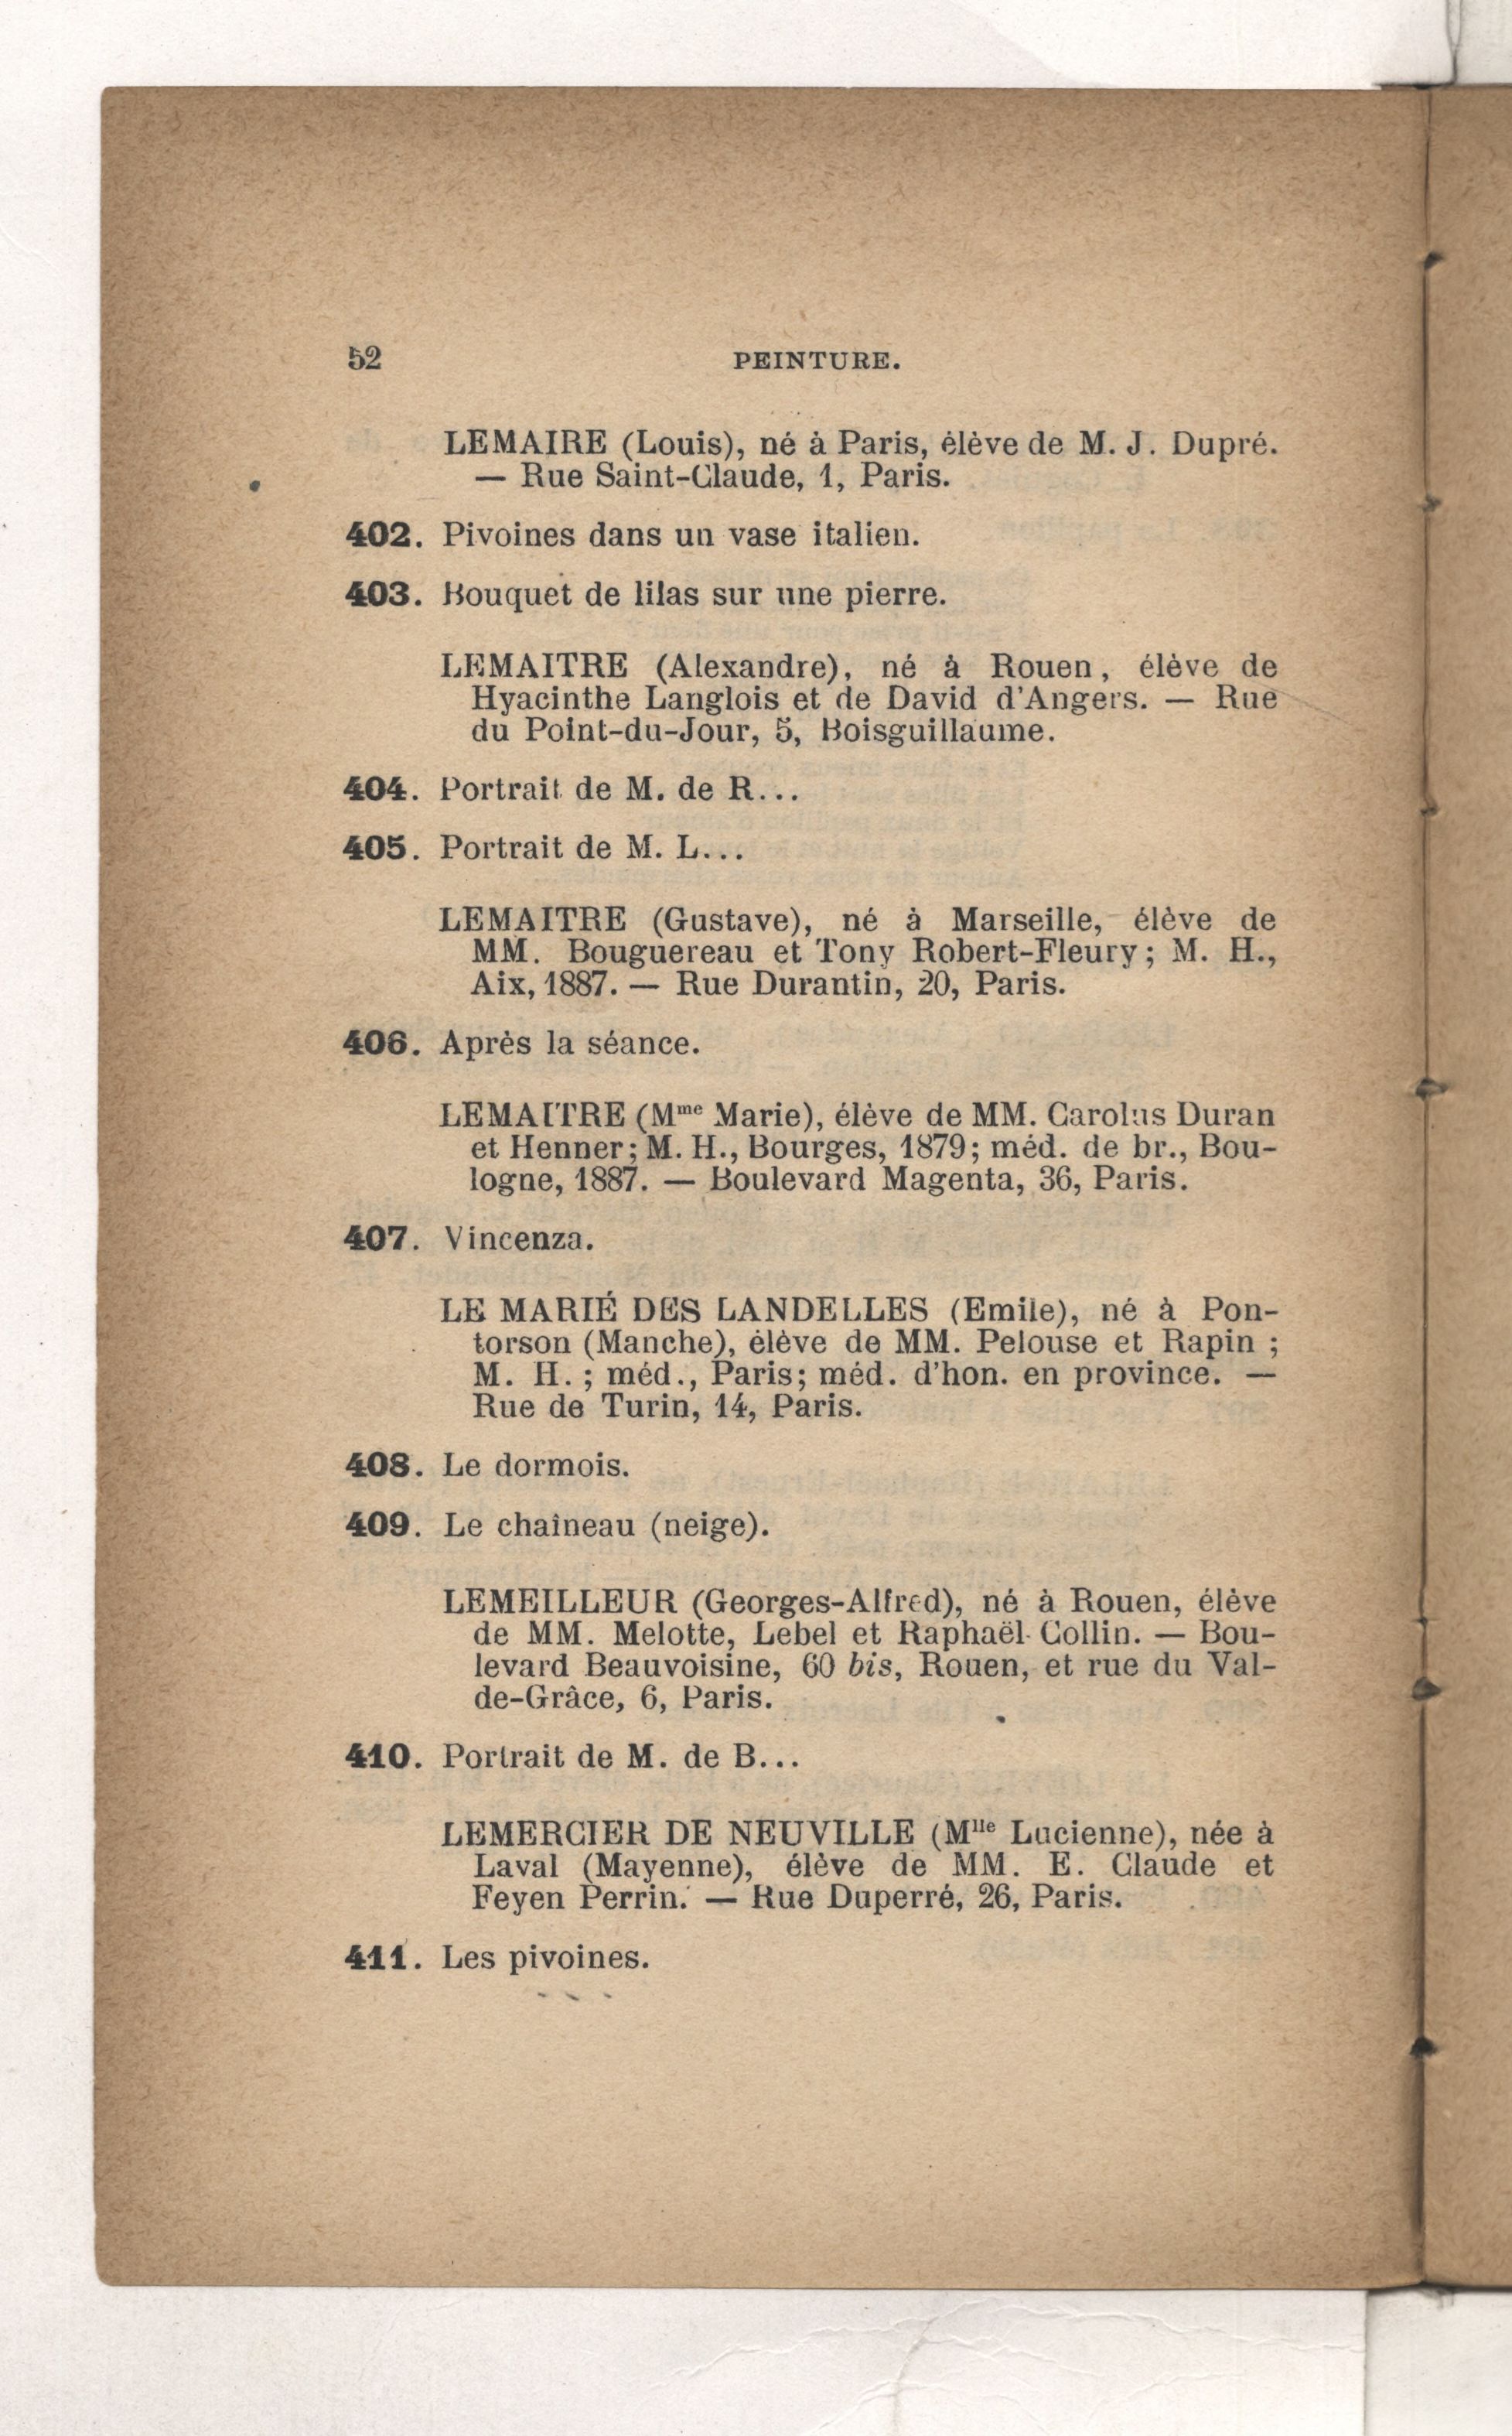 52
PEINTURE.
LEMAIRE (Louis), né à Paris, élève de M. J. Dupré.
— Rue Saint-Claude, 1, Paris.
402. Pivoines dans un vase italien.
403. Bouquet de lilas sur une pierre.
LEMAITRE (Alexandre), né à Rouen, élève de
Hyacinthe Langlois et de David d'Angers. — Rue
du Point-du-Jour, 5, Boisguillaume.
404. Portrait de M. de R...
405. Portrait de M. L...
LEMAITRE (Gustave), né à Marseille, élève de
MM. Bouguereau et Tony Robert-Fleury; M. H.,
Aix, 1887. — Rue Durantin, 20, Paris.
406. Après la séance.
LEMAITRE (Mme Marie), élève de MM. Carolus Duran
et Henner; M. H., Bourges, 1879; méd. de br., Bou-
logne, 1887. — Boulevard Magenta, 36, Paris.
407. Vincenza.
LE MARIÉ DES LANDELLES (Emile), né à Pon-
torson (Manche), élève de MM. Pelouse et Rapin ;
M. H. ; méd., Paris; méd. d'hon. en province. —
Rue de Turin, 14, Paris.
408. Le dormois.
409. Le chaîneau (neige).
LEMEILLEUR (Georges-Alfred), né à Rouen, élève
de MM. Melotte, Lebel et Raphaël Collin. — Bou-
levard Beauvoisine, 60 bis, Rouen, et rue du Val-
de-Grâce, 6, Paris.
410. Portrait de M. de B...
LEMERCIER DE NEUVILLE (Mlle Lucienne), née à
Laval (Mayenne), élève de MM. E. Claude et
Feyen Perrin. — Rue Duperré, 26, Paris.
411. Les pivoines.